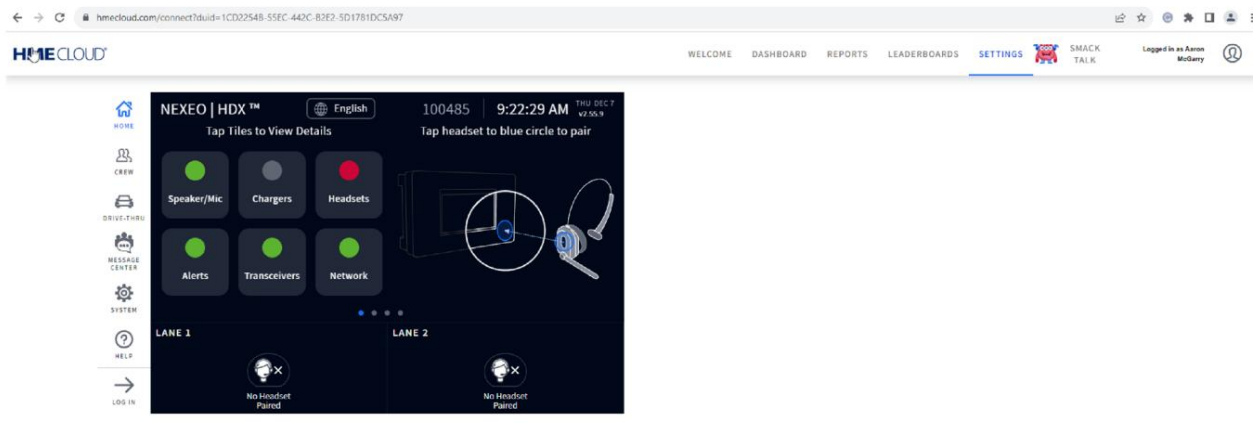 hmecloud.com/connect?duid=1CD22548-55EC-442C-B2E2-5D1781DC5A97
HME CLOUD
WELCOME DASHBOARD REPORTS LEADERBOARDS SETTINGS SMACK TALK
Logged in as Aaron McGarry
HOME
CREW
DRIVE-THRU
MESSAGE CENTER
SYSTEM
HELP
LOG IN
NEXEO | HDX™ English 100485 9:22:29 AM THU DEC 7
v2.55.9
Tap Tiles to View Details
Tap headset to blue circle to pair
Speaker/Mic Chargers Headsets
Alerts Transceivers Network
LANE 1
No Headset
Paired
LANE 2
No Headset
Paired